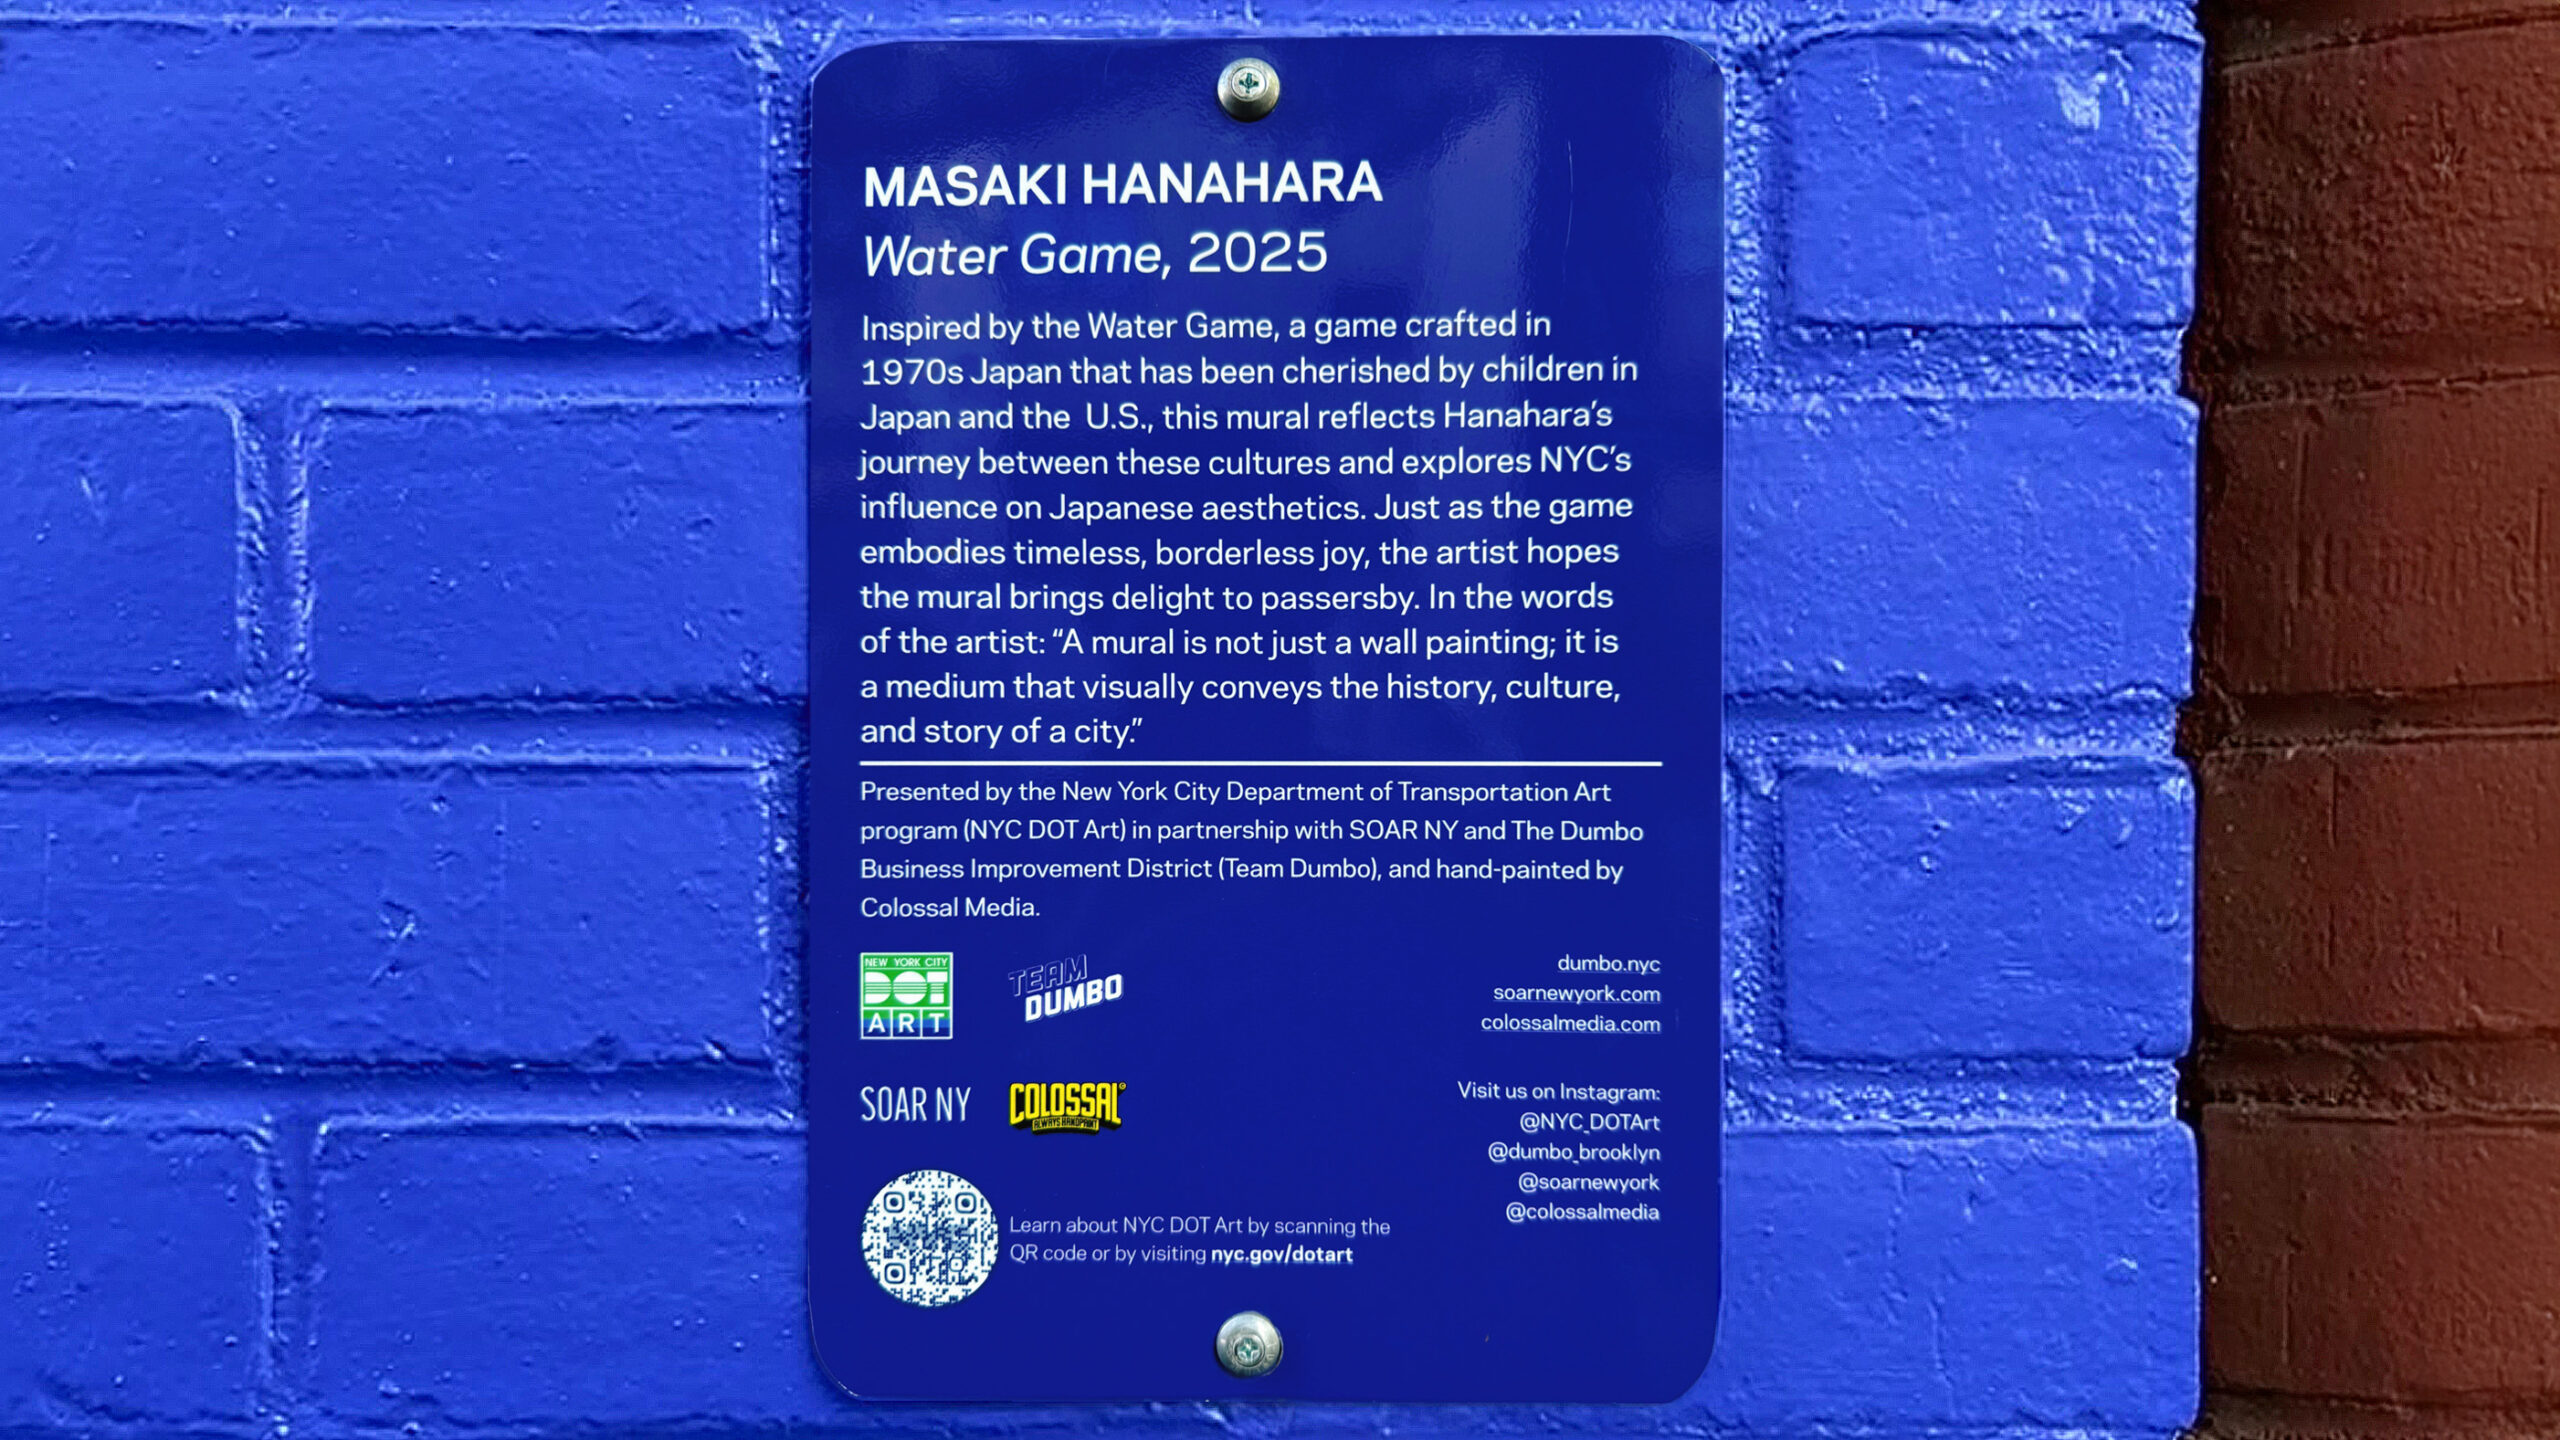 MASAKI HANAHARA
Water Game, 2025
Inspired by the Water Game, a game crafted in
1970s Japan that has been cherished by children in
Japan and the U.S., this mural reflects Hanahara's
journey between these cultures and explores NYC's
influence on Japanese aesthetics. Just as the game
embodies timeless, borderless joy, the artist hopes
the mural brings delight to passersby. In the words
of the artist: “A mural is not just a wall painting; it is
a medium that visually conveys the history, culture,
and story of a city.”
Presented by the New York City Department of Transportation Art
program (NYC DOT Art) in partnership with SOAR NY and The Dumbo
Business Improvement District (Team Dumbo), and hand-painted by
Colossal Media.
NEW YORK CITY
DOT
ART
TEAM
DUMBO
SOAR NY
COLOSSAL
ALWAYS HANDPAINT
dumbo.nyc
soarnewyork.com
colossalmedia.com
Visit us on Instagram:
@NYC_DOTArt
@dumbo_brooklyn
@soarnewyork
@colossalmedia
Learn about NYC DOT Art by scanning the
QR code or by visiting nyc.gov/dotart